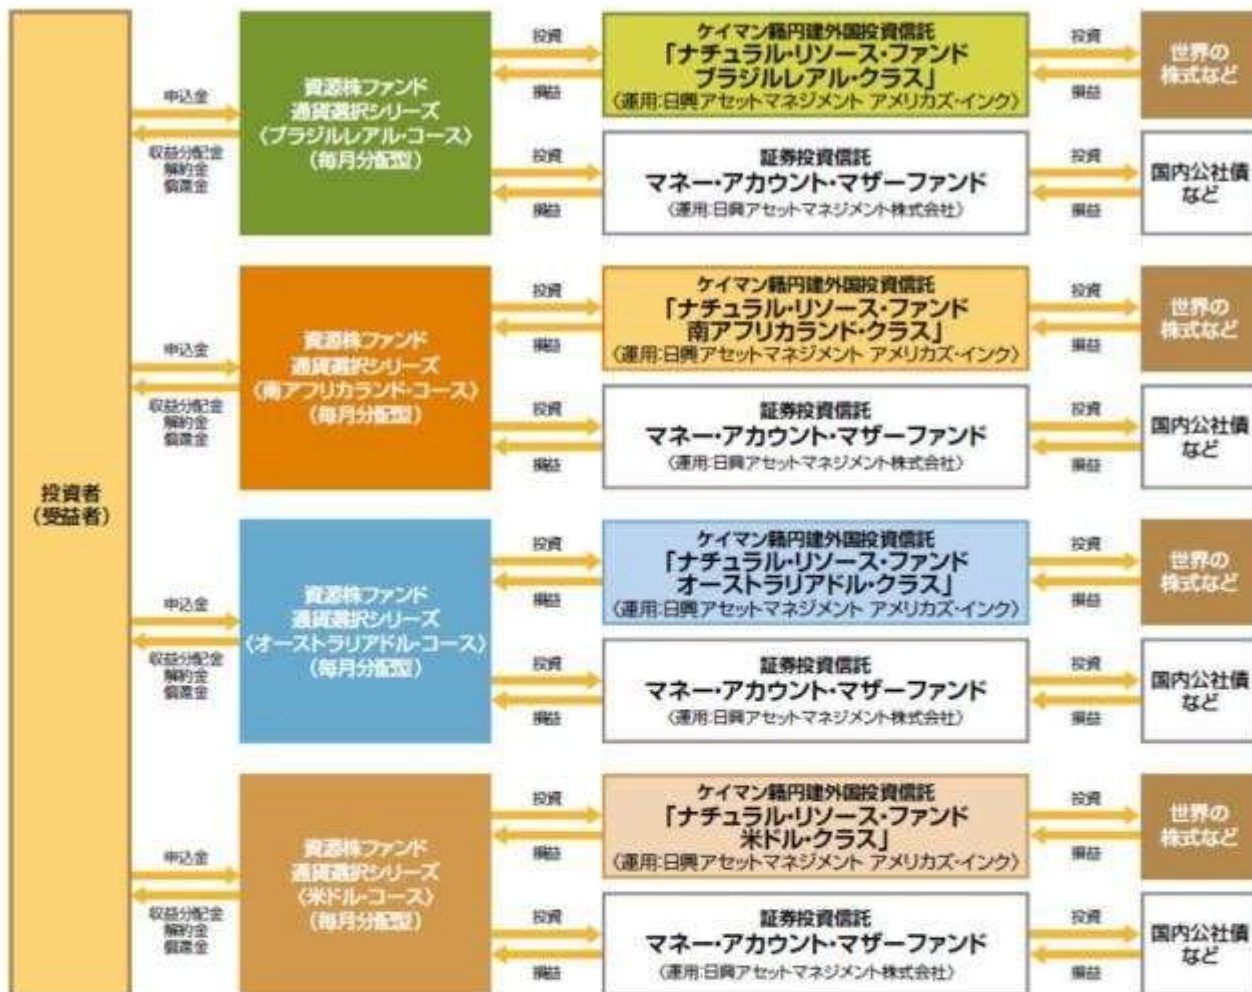 投資者
（受益者）
申込金
収益分配金
解約金
償還金
資源株ファンド
通貨選択シリーズ
〈ブラジルレアル・コース〉
（毎月分配型）
投資
損益
ケイマン籍円建外国投資信託
「ナチュラル・リソース・ファンド
ブラジルレアル・クラス」
〈運用:日興アセットマネジメント アメリカズ・インク〉
投資
損益
世界の
株式など
投資
損益
証券投資信託
マネー・アカウント・マザーファンド
〈運用:日興アセットマネジメント株式会社〉
投資
損益
国内公社債
など
申込金
収益分配金
解約金
償還金
資源株ファンド
通貨選択シリーズ
〈南アフリカランド・コース〉
（毎月分配型）
投資
損益
ケイマン籍円建外国投資信託
「ナチュラル・リソース・ファンド
南アフリカランド・クラス」
〈運用:日興アセットマネジメント アメリカズ・インク〉
投資
損益
世界の
株式など
投資
損益
証券投資信託
マネー・アカウント・マザーファンド
〈運用:日興アセットマネジメント株式会社〉
投資
損益
国内公社債
など
申込金
収益分配金
解約金
償還金
資源株ファンド
通貨選択シリーズ
〈オーストラリアドル・コース〉
（毎月分配型）
投資
損益
ケイマン籍円建外国投資信託
「ナチュラル・リソース・ファンド
オーストラリアドル・クラス」
〈運用:日興アセットマネジメント アメリカズ・インク〉
投資
損益
世界の
株式など
投資
損益
証券投資信託
マネー・アカウント・マザーファンド
〈運用:日興アセットマネジメント株式会社〉
投資
損益
国内公社債
など
申込金
収益分配金
解約金
償還金
資源株ファンド
通貨選択シリーズ
〈米ドル・コース〉
（毎月分配型）
投資
損益
ケイマン籍円建外国投資信託
「ナチュラル・リソース・ファンド
米ドル・クラス」
〈運用:日興アセットマネジメント アメリカズ・インク〉
投資
損益
世界の
株式など
投資
損益
証券投資信託
マネー・アカウント・マザーファンド
〈運用:日興アセットマネジメント株式会社〉
投資
損益
国内公社債
など